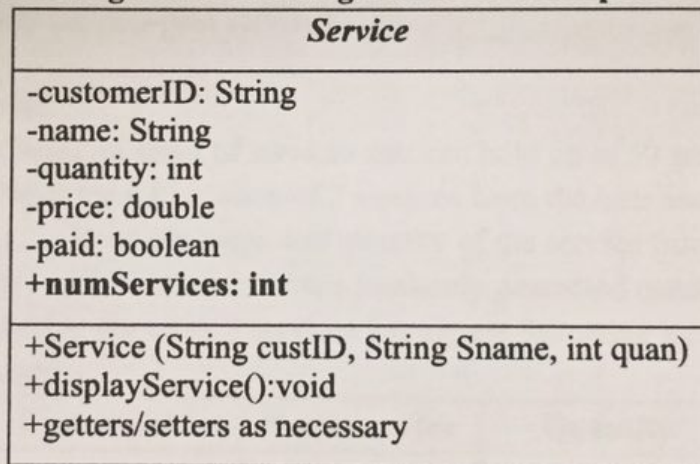 Service
-customerID: String
-name: String
-quantity: int
-price: double
-paid: boolean
+numServices: int
+Service (String custID, String Sname, int quan)
+displayService():void
+getters/setters as necessary